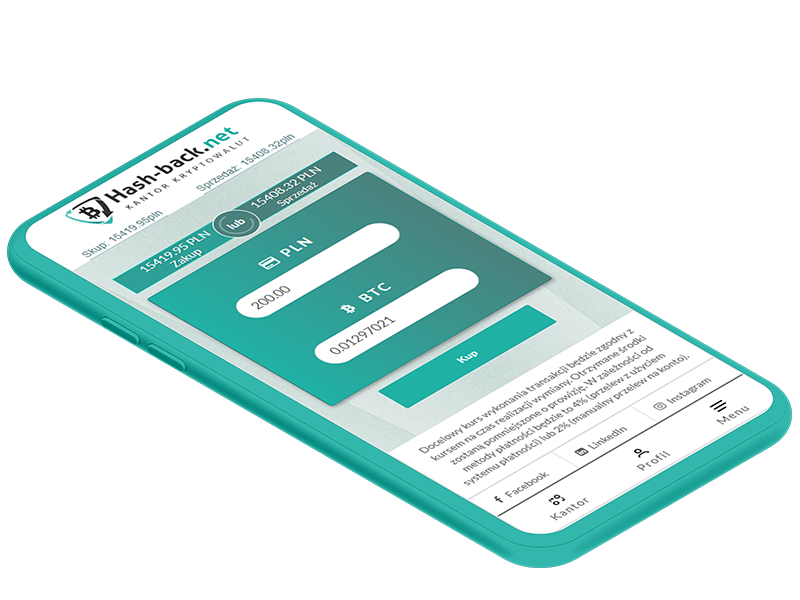 Hash-back.net
KANTOR KRYPTOWALUT
Skup: 15419.95pln
Sprzedaż: 15408.32pln
15419.95 PLN
Zakup
lub
15408.32 PLN
Sprzedaż
PLN
200.00
BTC
0.01297021
Kup
Docelowy kurs wykonania transakcji będzie zgodny z
kursem na czas realizacji wymiany. Otrzymane środki
zostaną pomniejszone o prowizję. W zależności od
metody płatności będzie to 4% (przelew z użyciem
systemu płatności) lub 2% (manualny przelew na konto).
Facebook
LinkedIn
Instagram
Kantor
Profil
Menu